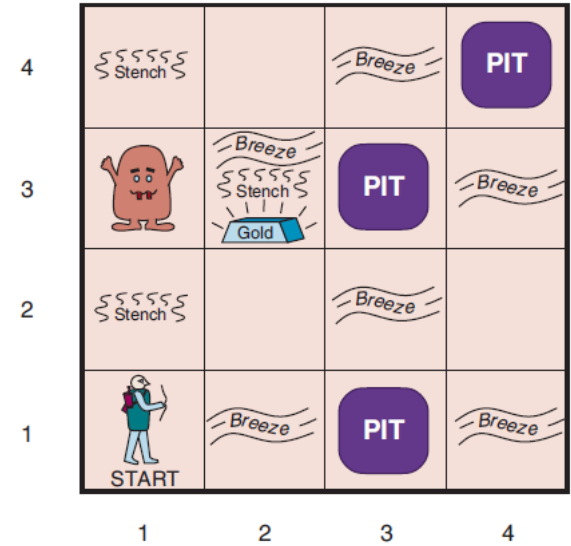 4 Stench Breeze PIT
Breeze
3 Stench PIT Breeze
Gold
2 Stench Breeze
1 Breeze PIT Breeze
START
1 2 3 4